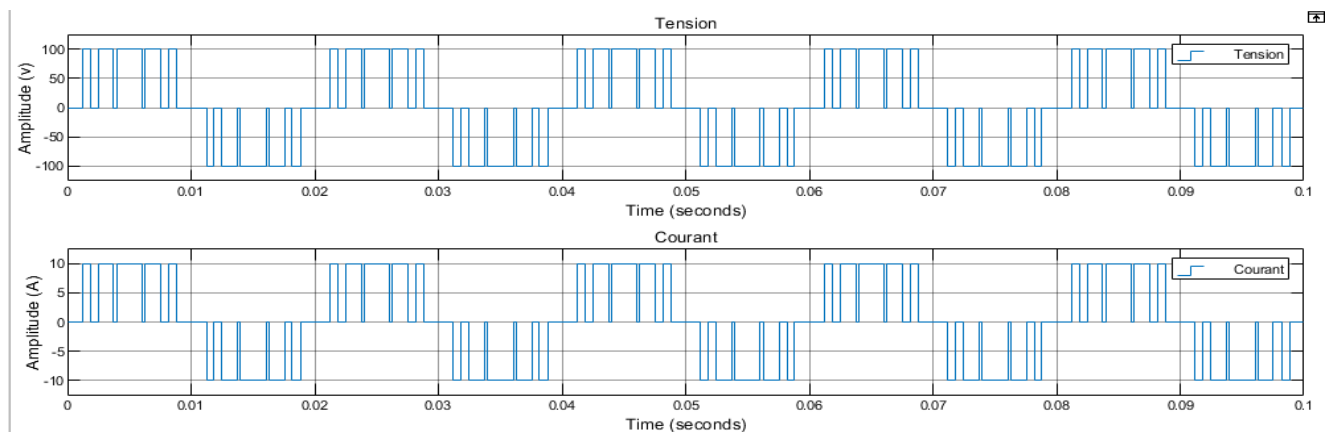 Tension
Amplitude (v)
100
50
0
-50
-100
Tension
0 0.01 0.02 0.03 0.04 0.05 0.06 0.07 0.08 0.09 0.1
Time (seconds)
Courant
Amplitude (A)
10
5
0
-5
-10
Courant
0 0.01 0.02 0.03 0.04 0.05 0.06 0.07 0.08 0.09 0.1
Time (seconds)